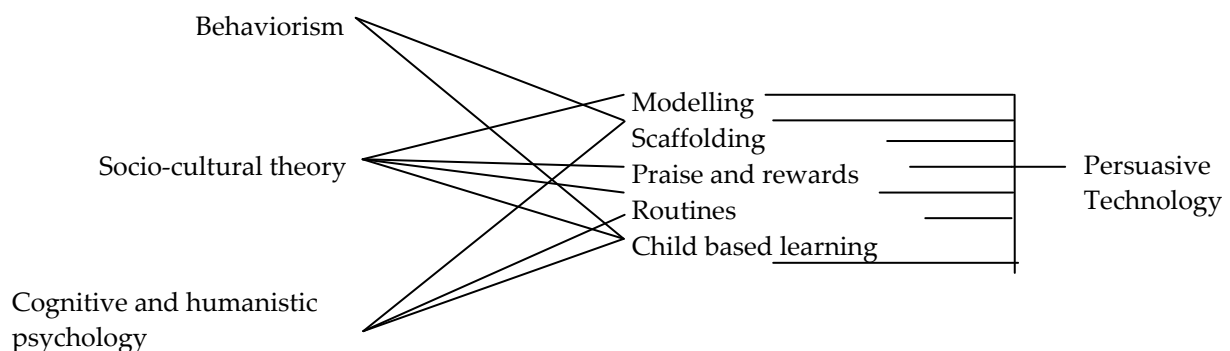 Behaviorism
Socio-cultural theory
Cognitive and humanistic
psychology
Modelling
Scaffolding
Praise and rewards
Routines
Child based learning
Persuasive
Technology